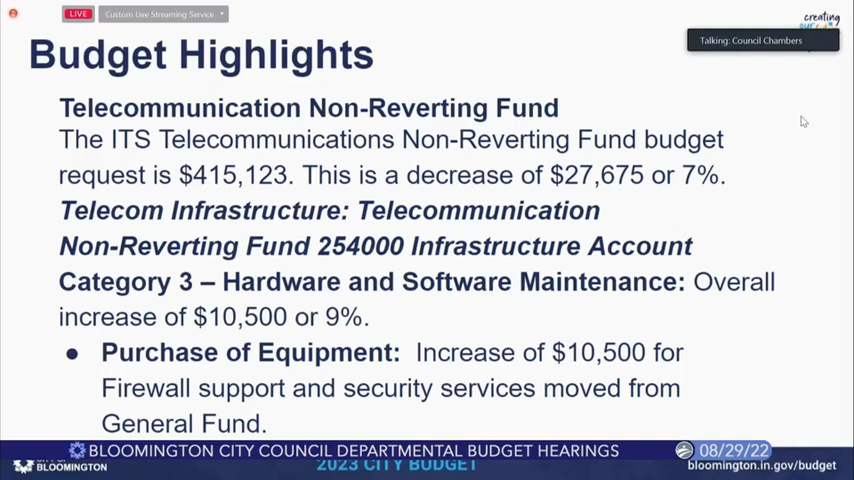 LIVE
Custom Live Streaming Service
creating
Talking: Council Chambers
Budget Highlights
Telecommunication Non-Reverting Fund
The ITS Telecommunications Non-Reverting Fund budget
request is $415,123. This is a decrease of $27,675 or 7%.
Telecom Infrastructure: Telecommunication
Non-Reverting Fund 254000 Infrastructure Account
Category 3 – Hardware and Software Maintenance: Overall
increase of $10,500 or 9%.
● Purchase of Equipment: Increase of $10,500 for
Firewall support and security services moved from
General Fund.
BLOOMINGTON CITY COUNCIL DEPARTMENTAL BUDGET HEARINGS
08/29/22
BLOOMINGTON
2023 CITY BUDGET
bloomington.in.gov/budget